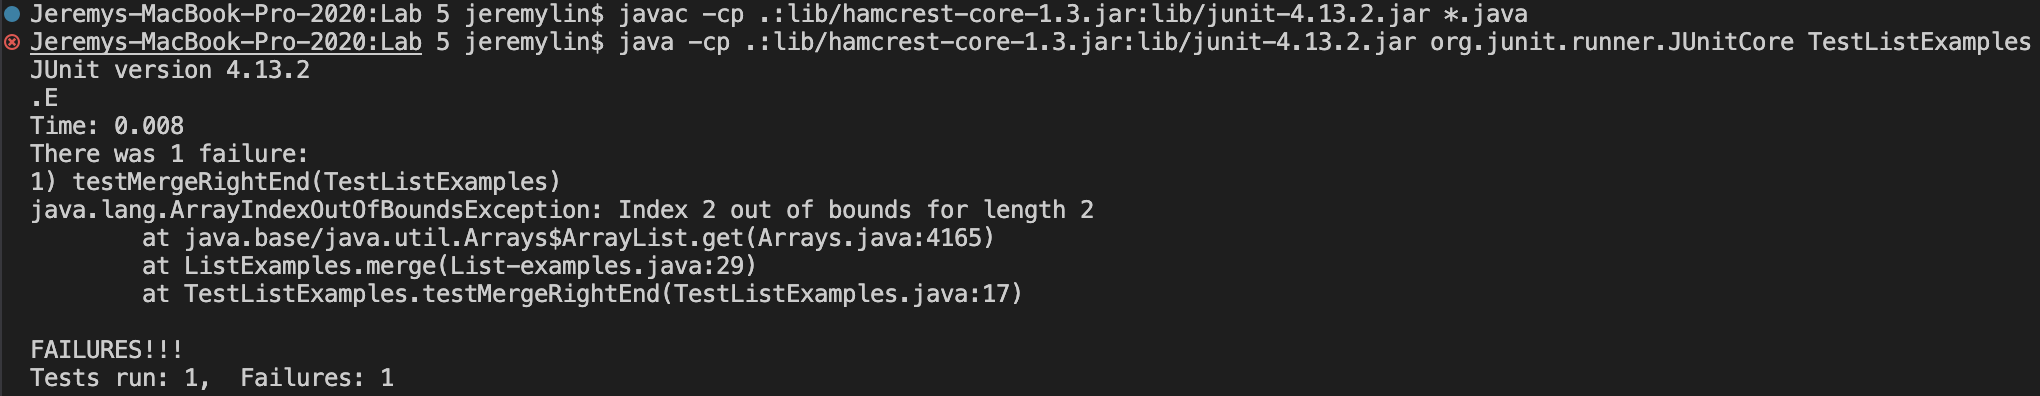 Jeremys-MacBook-Pro-2020:Lab 5 jeremylin$ javac -cp .:lib/hamcrest-core-1.3.jar:lib/junit-4.13.2.jar *.java
Jeremys-MacBook-Pro-2020:Lab 5 jeremylin$ java -cp .:lib/hamcrest-core-1.3.jar:lib/junit-4.13.2.jar org.junit.runner.JUnitCore TestListExamples
JUnit version 4.13.2
.E
Time: 0.008
There was 1 failure:
1) testMergeRightEnd(TestListExamples)
java.lang.ArrayIndexOutOfBoundsException: Index 2 out of bounds for length 2
        at java.base/java.util.Arrays$ArrayList.get(Arrays.java:4165)
        at ListExamples.merge(List-examples.java:29)
        at TestListExamples.testMergeRightEnd(TestListExamples.java:17)

FAILURES!!!
Tests run: 1,  Failures: 1